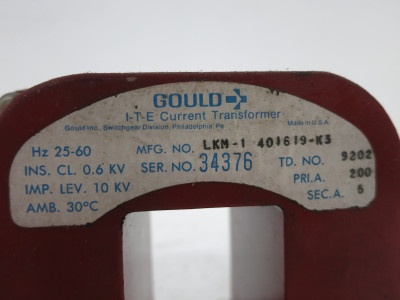 GOULD
I-T-E Current Transformer
Gould Inc. Switchgear Division, Philadelphia, Pa. Made in U.S.A.
Hz 25-60 MFG. NO. LKM-1 401619-K3
INS. CL. 0.6 KV SER. NO. 34376 TD. NO. 9202
IMP. LEV. 10 KV PRI.A. 200
AMB. 30°C SEC.A. 5